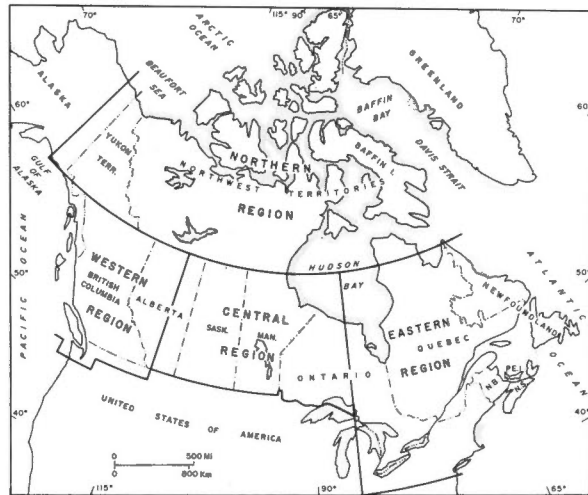 70°
115° 90° 65°
70°
ARCTIC
OCEAN
ALASKA
BEAUFORT
SEA
GREENLAND
60°
60°
BAFFIN
BAY
YUKON
TERR.
NORTHERN
BAFFIN I.
DAVIS STRAIT
NORTHWEST TERRITORIES
GULF
OF
ALASKA
REGION
PACIFIC OCEAN
HUDSON
BAY
ATLANTIC
OCEAN
50°
50°
WESTERN
BRITISH
COLUMBIA
ALBERTA
REGION
CENTRAL
SASK. MAN.
REGION
EASTERN
QUEBEC
REGION
NEWFOUNDLAND
ONTARIO
P.E.I.
N.B.
N.S.
40°
40°
UNITED STATES OF AMERICA
0 500 Mi
0 800 Km
115°
90°
65°